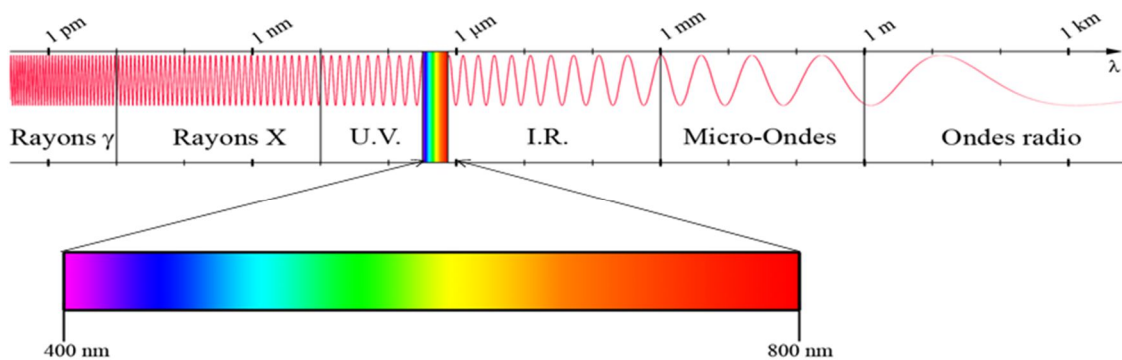 1 pm 1 nm 1 μm 1 mm 1 m 1 km
λ
Rayons γ Rayons X U.V. I.R. Micro-Ondes Ondes radio
400 nm 800 nm